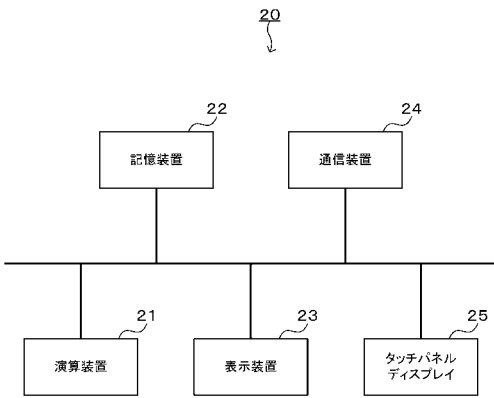 20
22
24
記憶装置
通信装置
21
23
25
演算装置
表示装置
タッチパネル
ディスプレイ